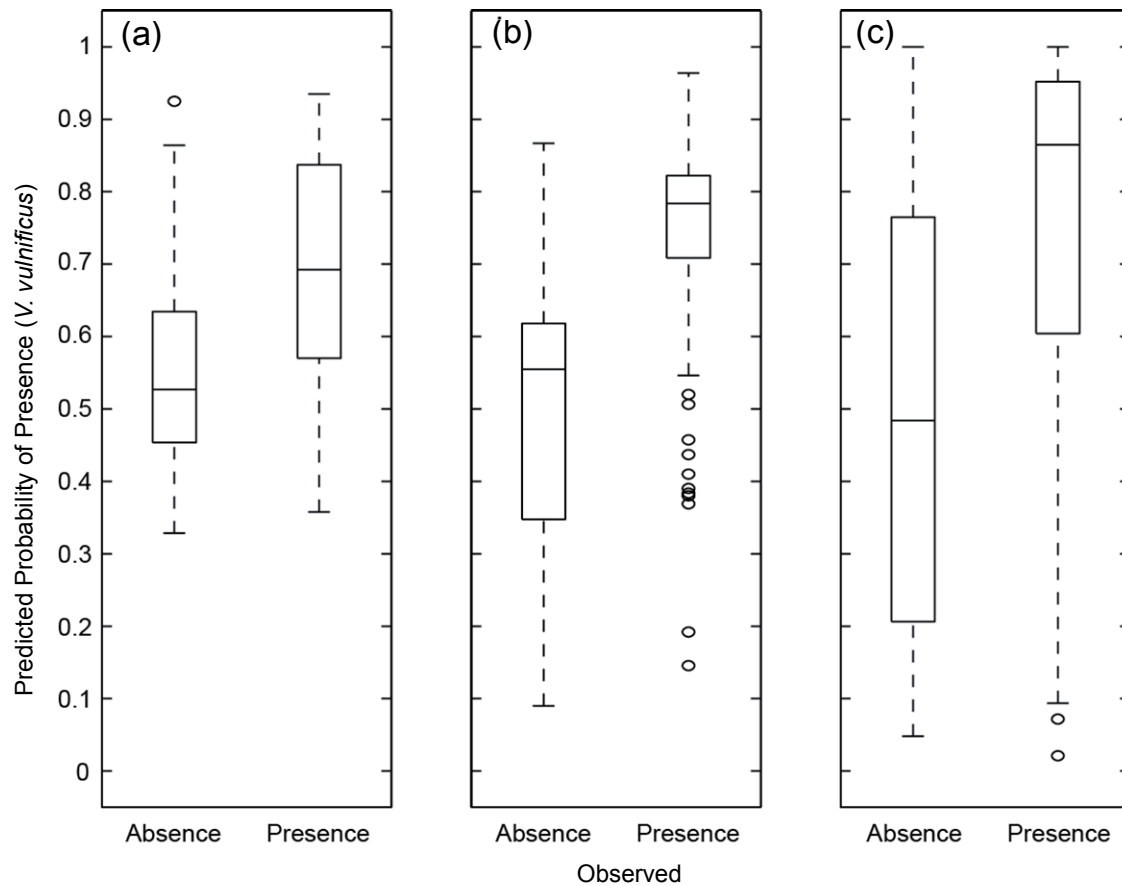 (a)
(b)
(c)
1
0.9
0.8
0.7
0.6
0.5
0.4
0.3
0.2
0.1
0
Predicted Probability of Presence (V. vulnificus)
Absence Presence
Absence Presence
Absence Presence
Observed